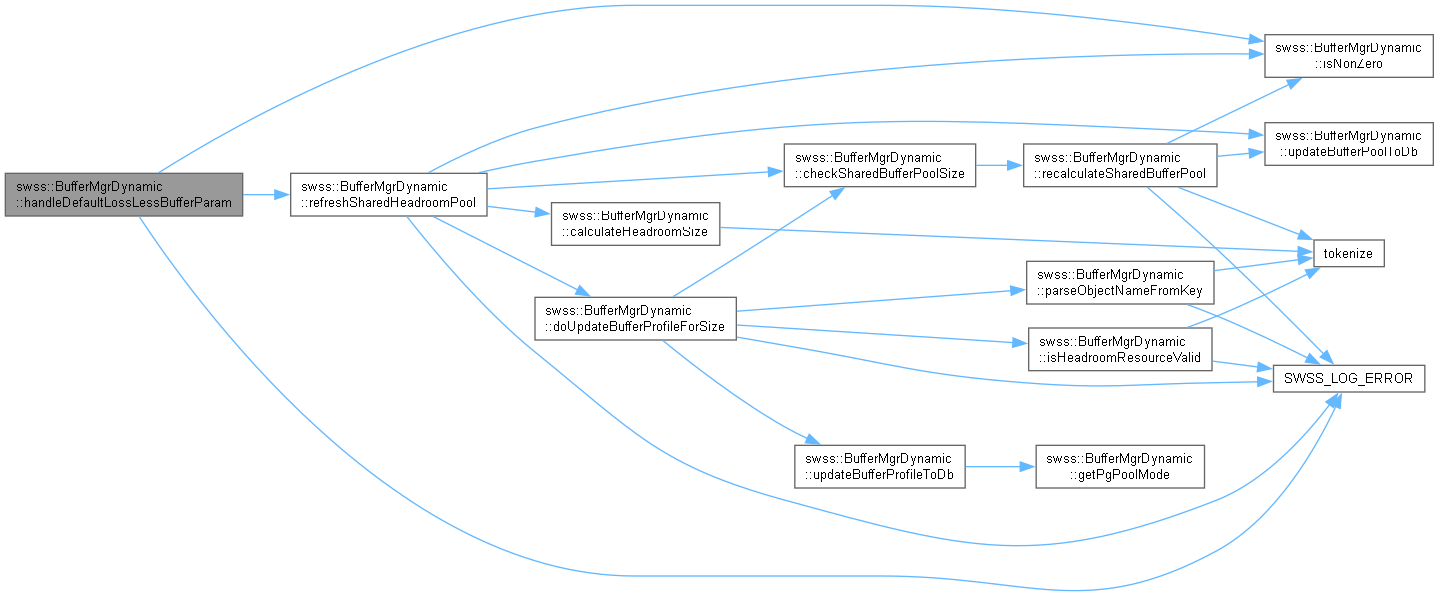 swss::BufferMgrDynamic
::handleDefaultLossLessBufferParam
swss::BufferMgrDynamic
::refreshSharedHeadroomPool
swss::BufferMgrDynamic
::checkSharedBufferPoolSize
swss::BufferMgrDynamic
::calculateHeadroomSize
swss::BufferMgrDynamic
::doUpdateBufferProfileForSize
swss::BufferMgrDynamic
::updateBufferProfileToDb
swss::BufferMgrDynamic
::recalculateSharedBufferPool
swss::BufferMgrDynamic
::parseObjectNameFromKey
swss::BufferMgrDynamic
::isHeadroomResourceValid
swss::BufferMgrDynamic
::getPgPoolMode
swss::BufferMgrDynamic
::isNonZero
swss::BufferMgrDynamic
::updateBufferPoolToDb
tokenize
SWSS_LOG_ERROR